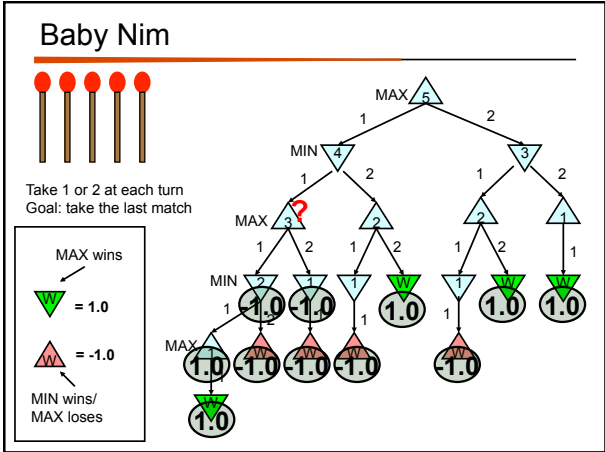 Baby Nim
MAX 5
1 2
MIN 4 3
Take 1 or 2 at each turn
Goal: take the last match
1 2 1 2
MAX 3 ? 2 2 1
MAX wins
1 2 1 2 1 2 1
MIN 2 1 1 W 1 W W
-1.0 -1.0 1.0 1.0 1.0
W = 1.0
1 2 1 1 1
MAX 1 W W W W
1.0 -1.0 -1.0 -1.0 -1.0
W = -1.0
MIN wins/
MAX loses
1
W
1.0